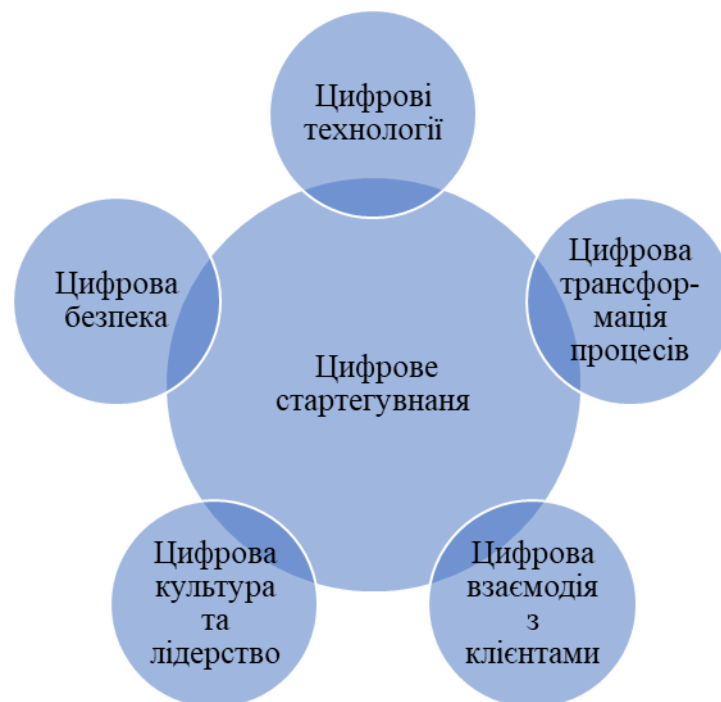 Цифрові
технології
Цифрова
трансфор-
мація
процесів
Цифрова
взаємодія
з
клієнтами
Цифрова
культура
та
лідерство
Цифрова
безпека
Цифрове
стартегувнаня